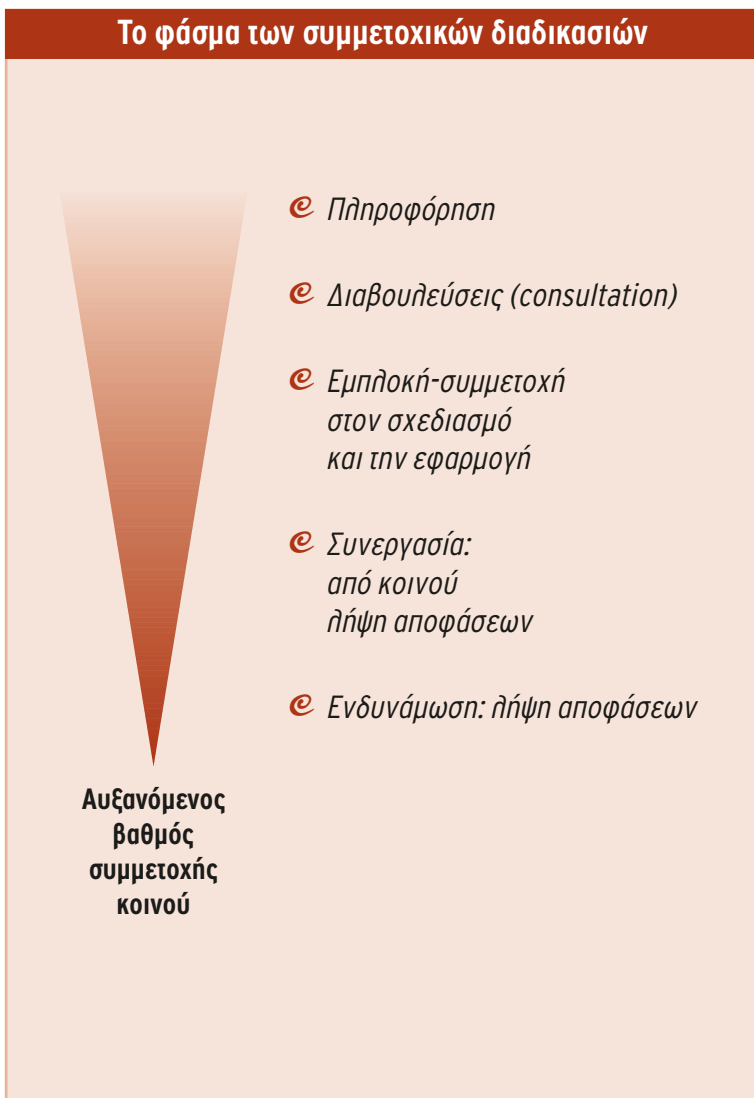 Το φάσμα των συμμετοχικών διαδικασιών
Πληροφόρηση
Διαβουλεύσεις (consultation)
Εμπλοκή-συμμετοχή
στον σχεδιασμό
και την εφαρμογή
Συνεργασία:
από κοινού
λήψη αποφάσεων
Ενδυνάμωση: λήψη αποφάσεων
Αυξανόμενος
βαθμός
συμμετοχής
κοινού